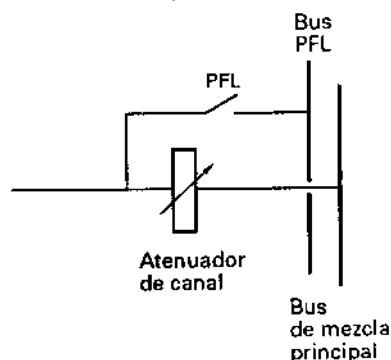 Bus
PFL
PFL
Atenuador
de canal
Bus
de mezcla
principal